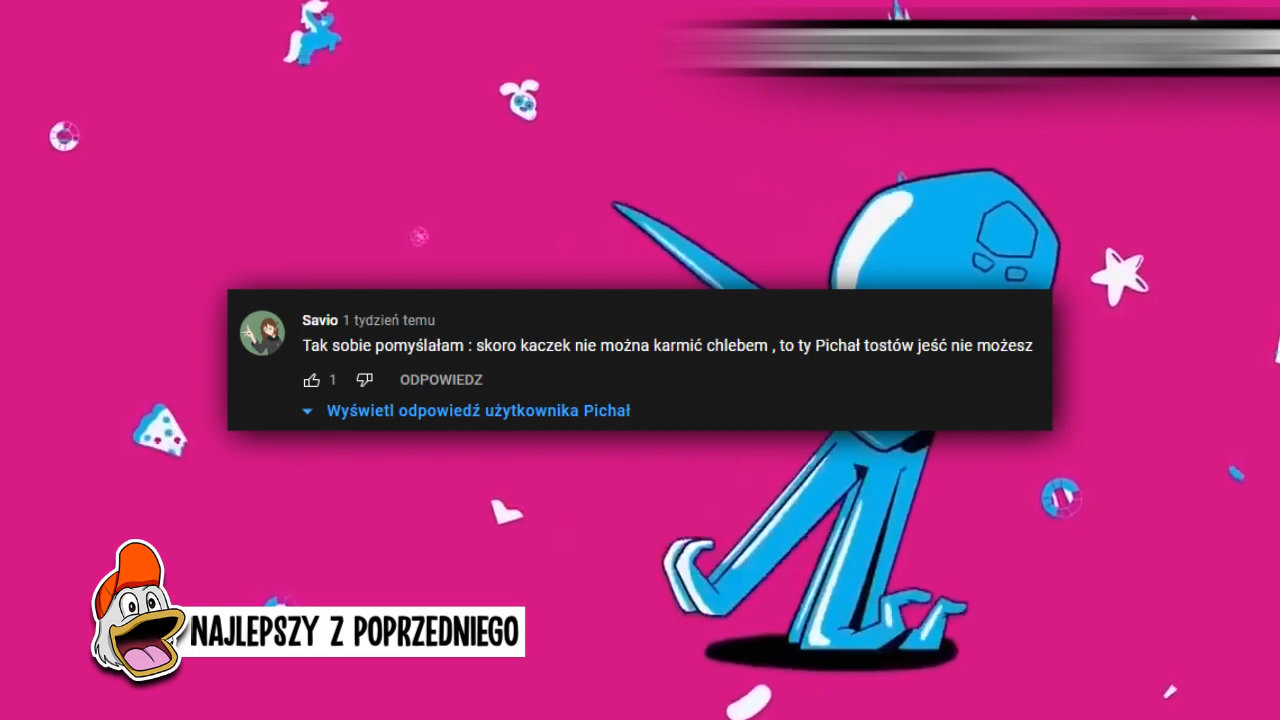 Savio 1 tydzień temu
Tak sobie pomyślałam : skoro kaczek nie można karmić chlebem , to ty Pichał tostów jeść nie możesz
1 ODPOWIEDZ
Wyświetl odpowiedź użytkownika Pichał
NAJLEPSZY Z POPRZEDNIEGO